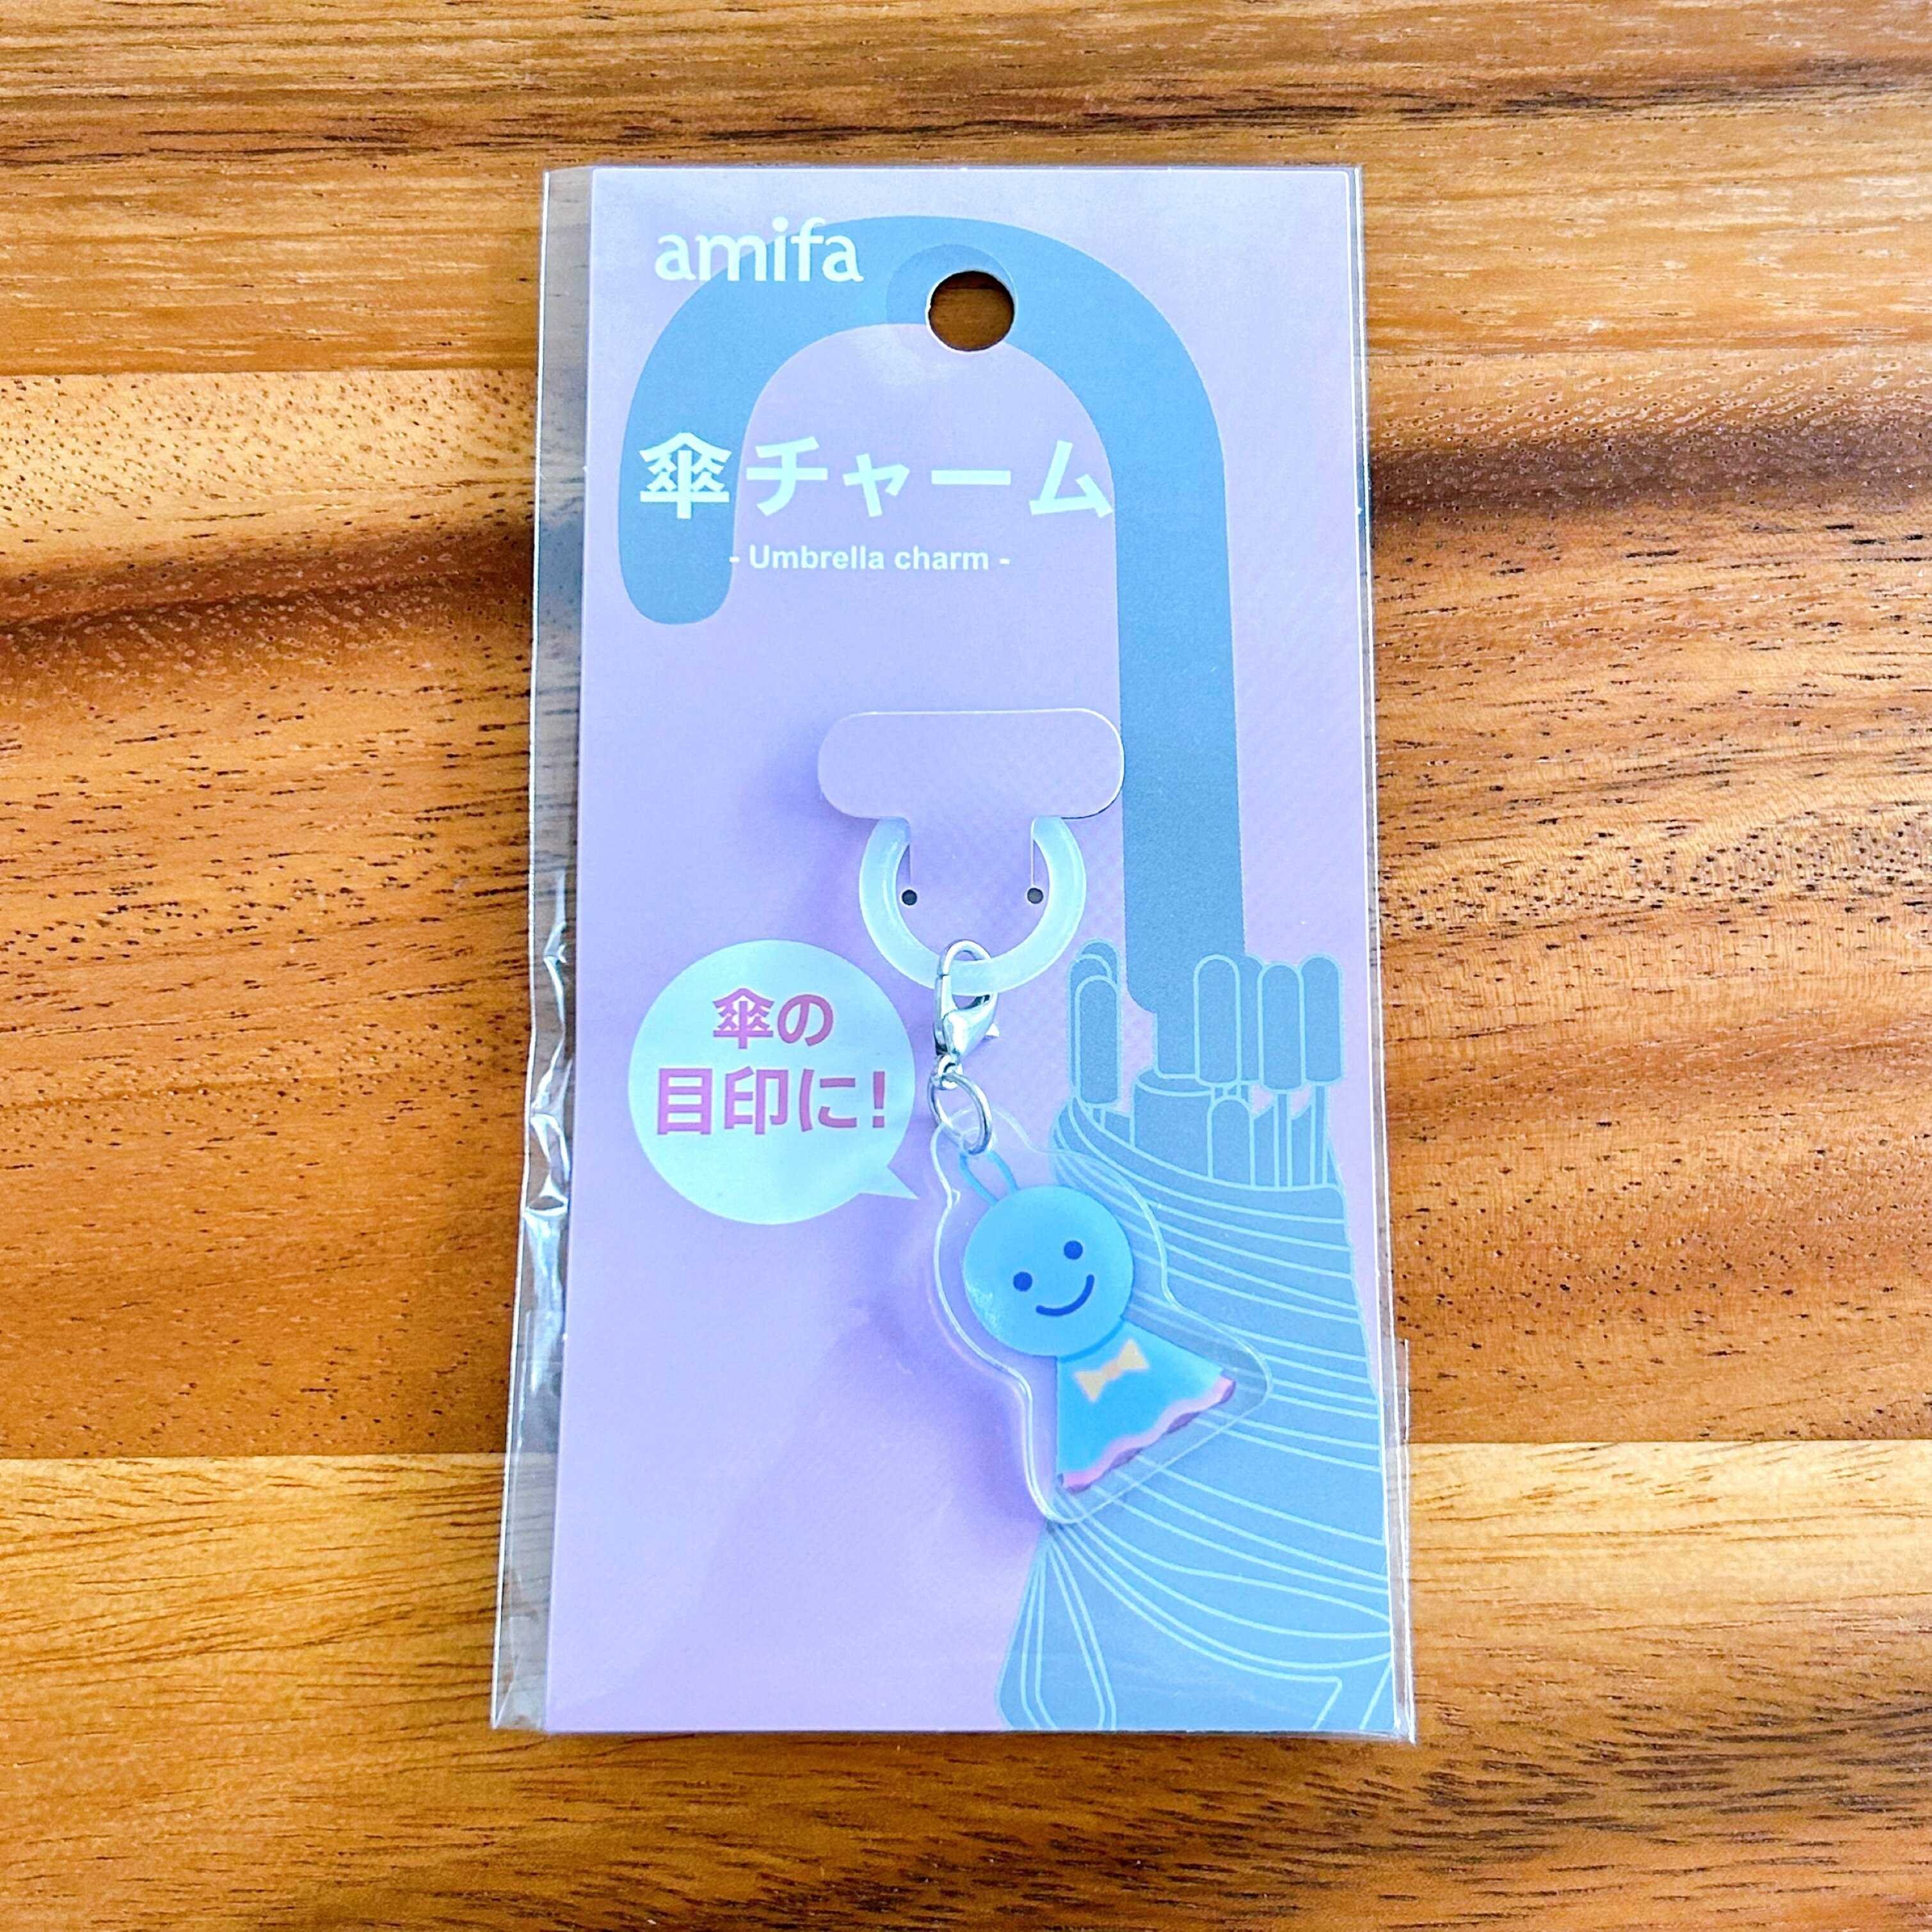 amifa
傘チャーム
- Umbrella charm -
傘の
目印に!